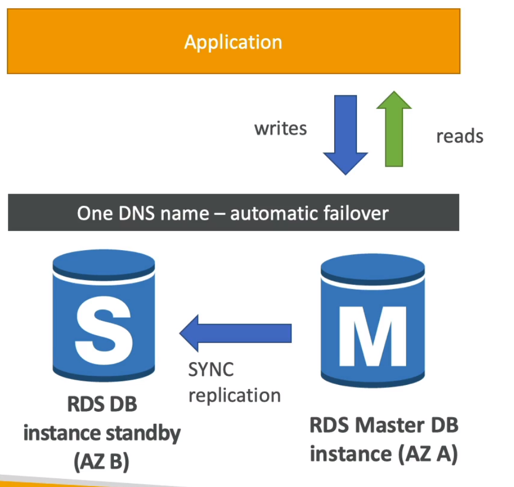 Application
writes
reads
One DNS name – automatic failover
S
M
SYNC
replication
RDS DB
instance standby
(AZ B)
RDS Master DB
instance (AZ A)